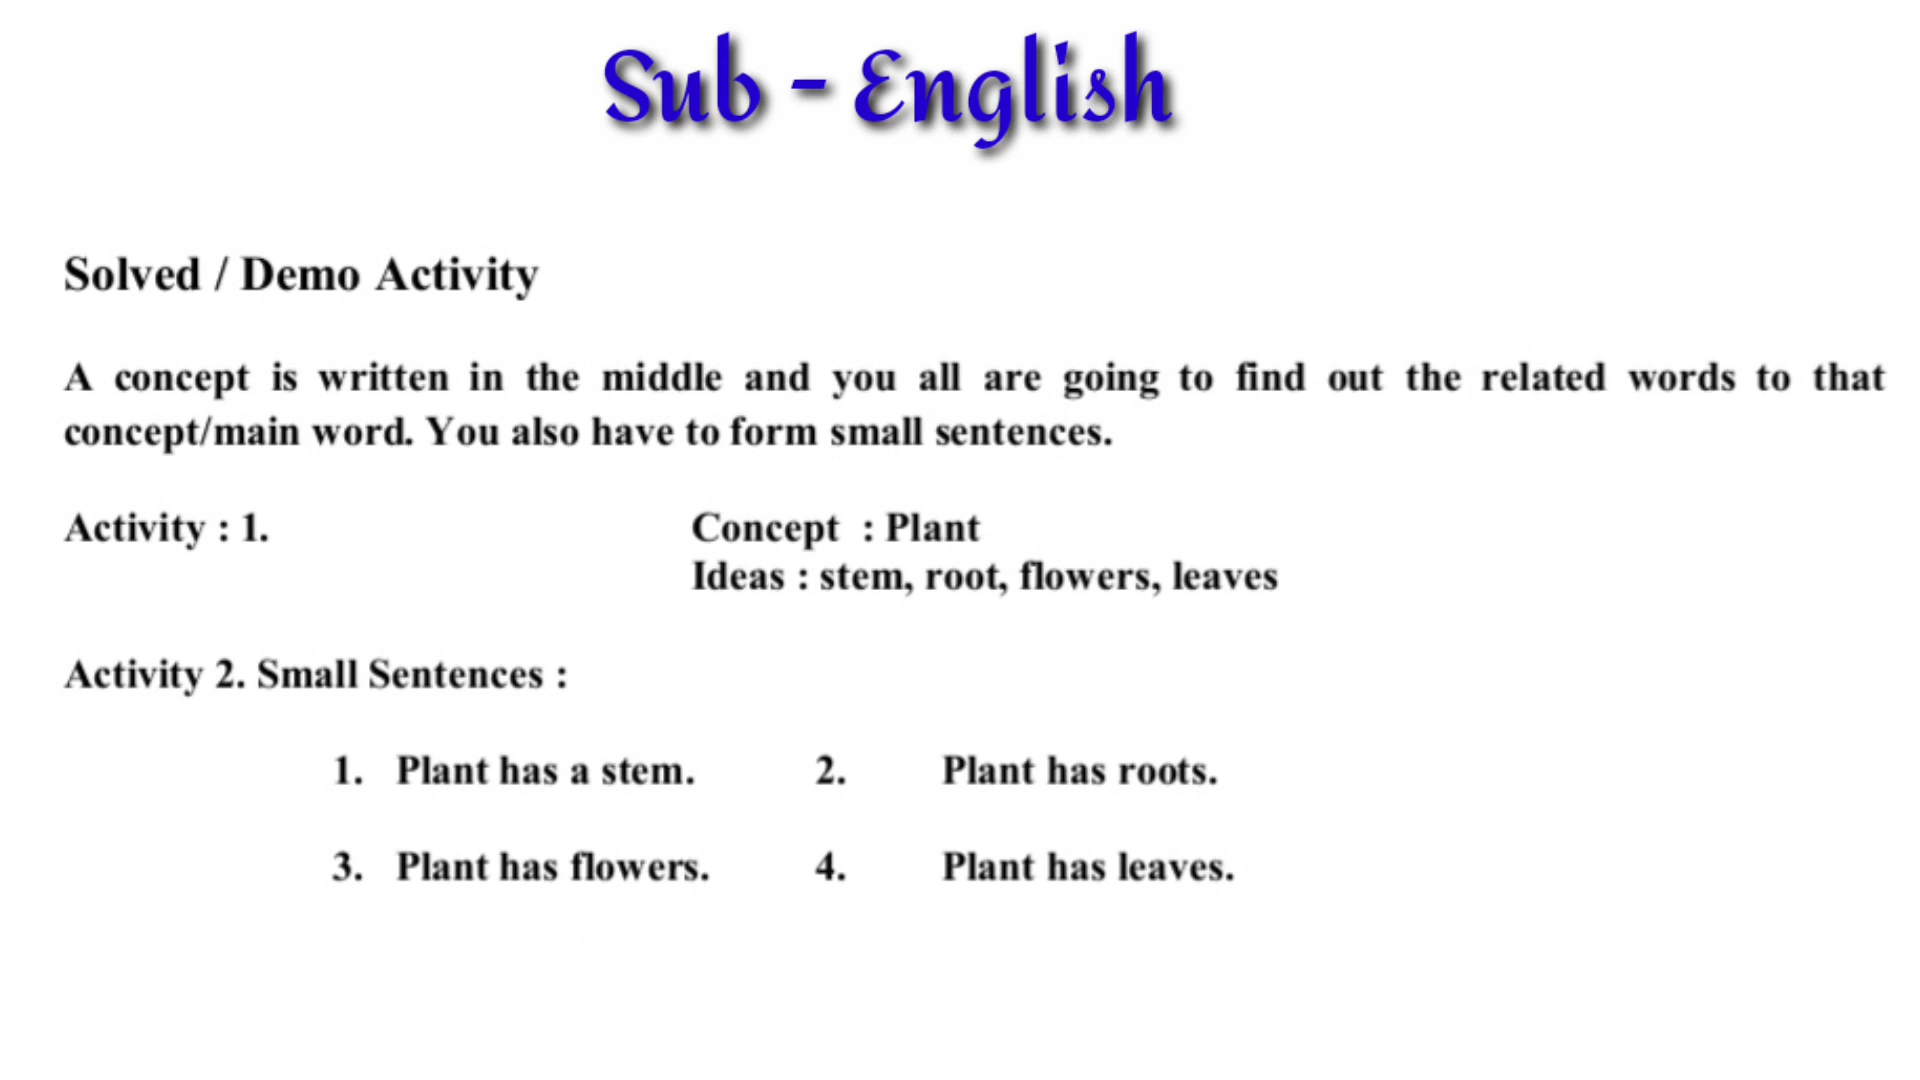 Sub - English
Solved / Demo Activity
A concept is written in the middle and you all are going to find out the related words to that
concept/main word. You also have to form small sentences.
Activity : 1. Concept : Plant
Ideas : stem, root, flowers, leaves
Activity 2. Small Sentences :
1. Plant has a stem. 2. Plant has roots.
3. Plant has flowers. 4. Plant has leaves.